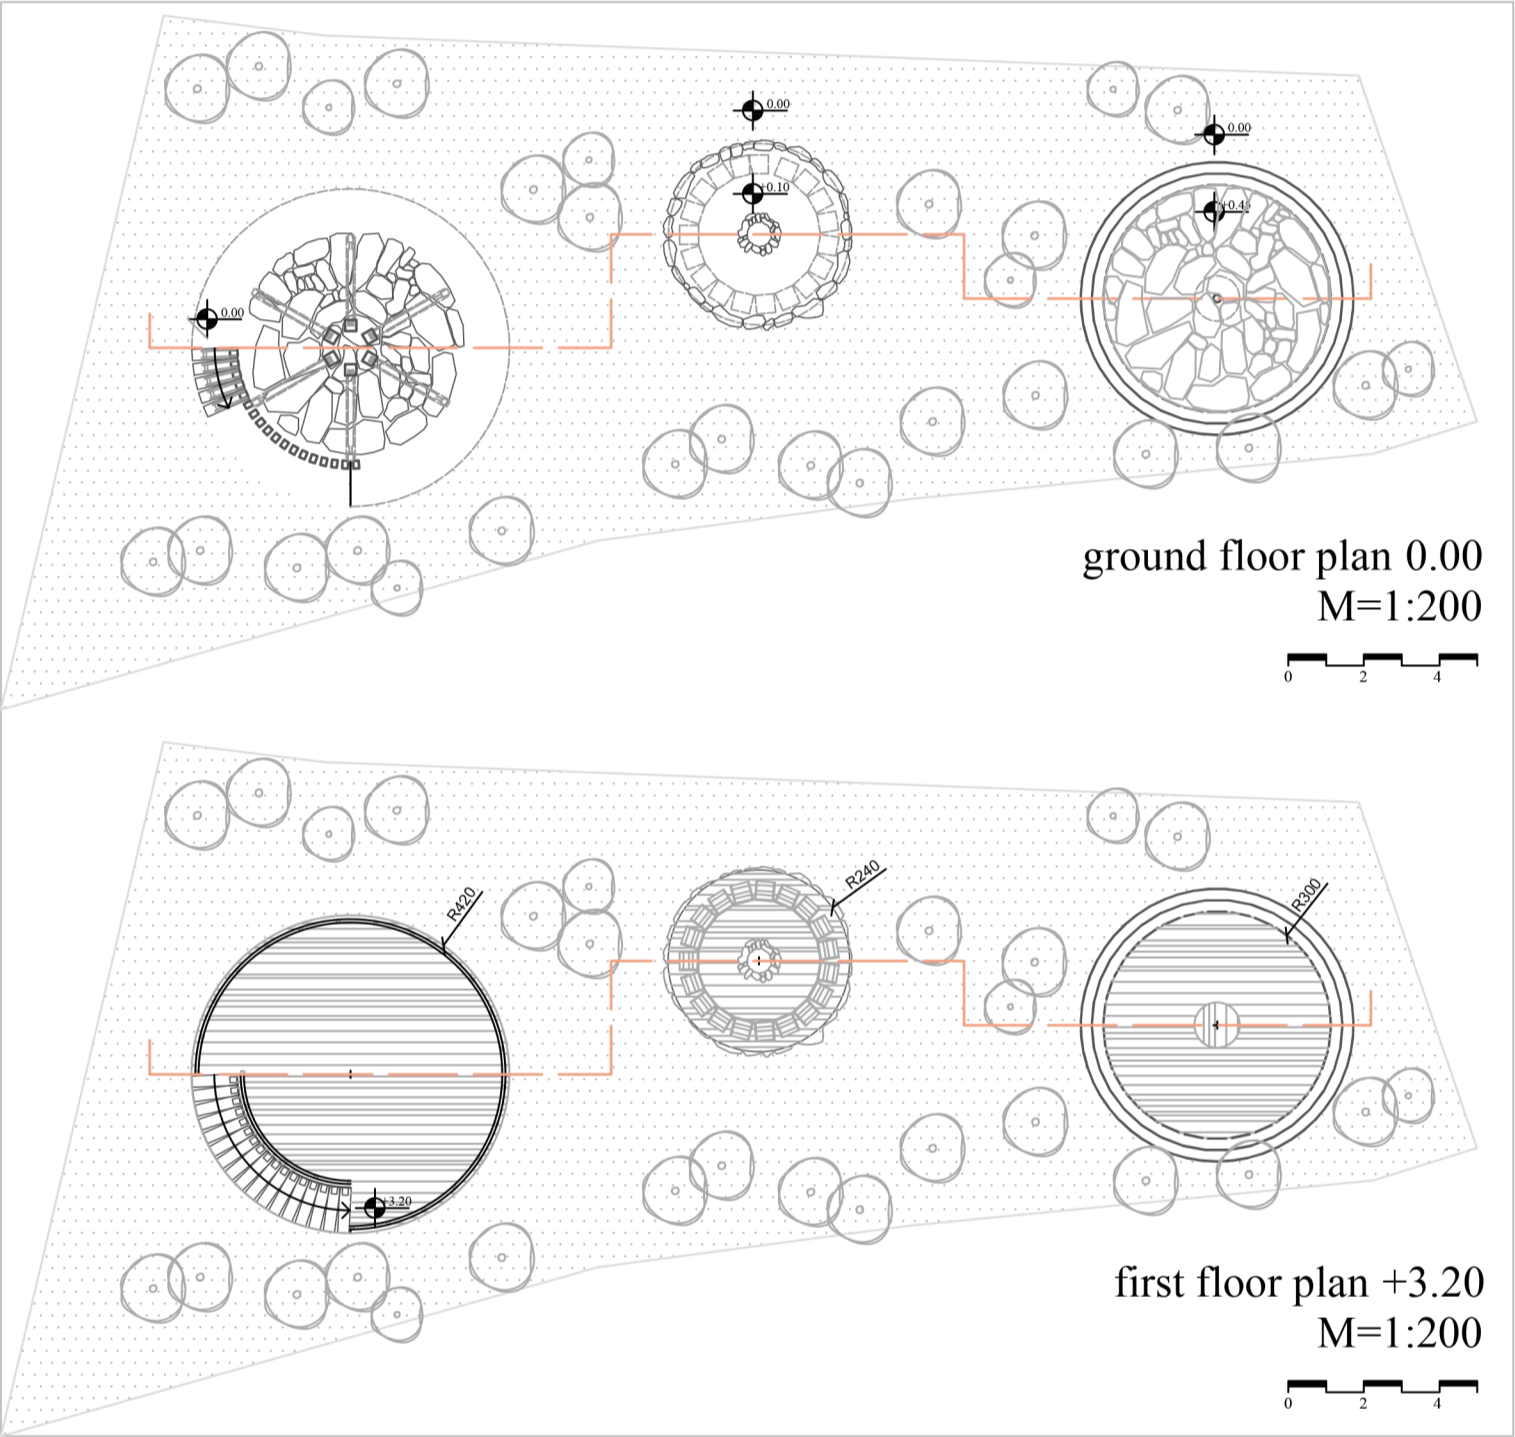 0.00
0.00
+0.10
+0.45
0.00
ground floor plan 0.00
M=1:200
0 2 4
R240
R300
R420
+3.20
first floor plan +3.20
M=1:200
0 2 4